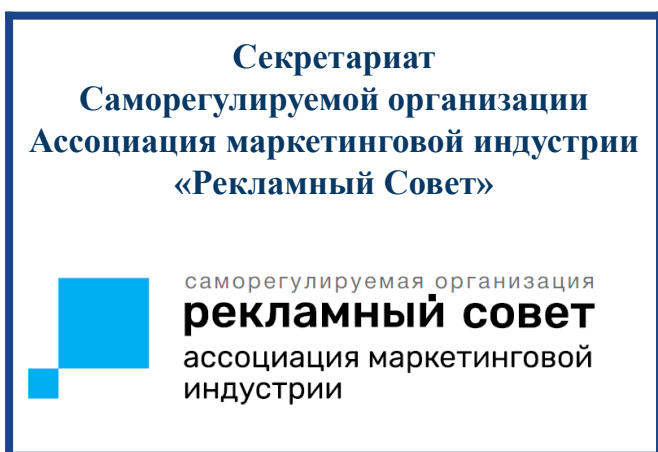 Секретариат
Саморегулируемой организации
Ассоциация маркетинговой индустрии
«Рекламный Совет»
саморегулируемая организация
рекламный совет
ассоциация маркетинговой
индустрии